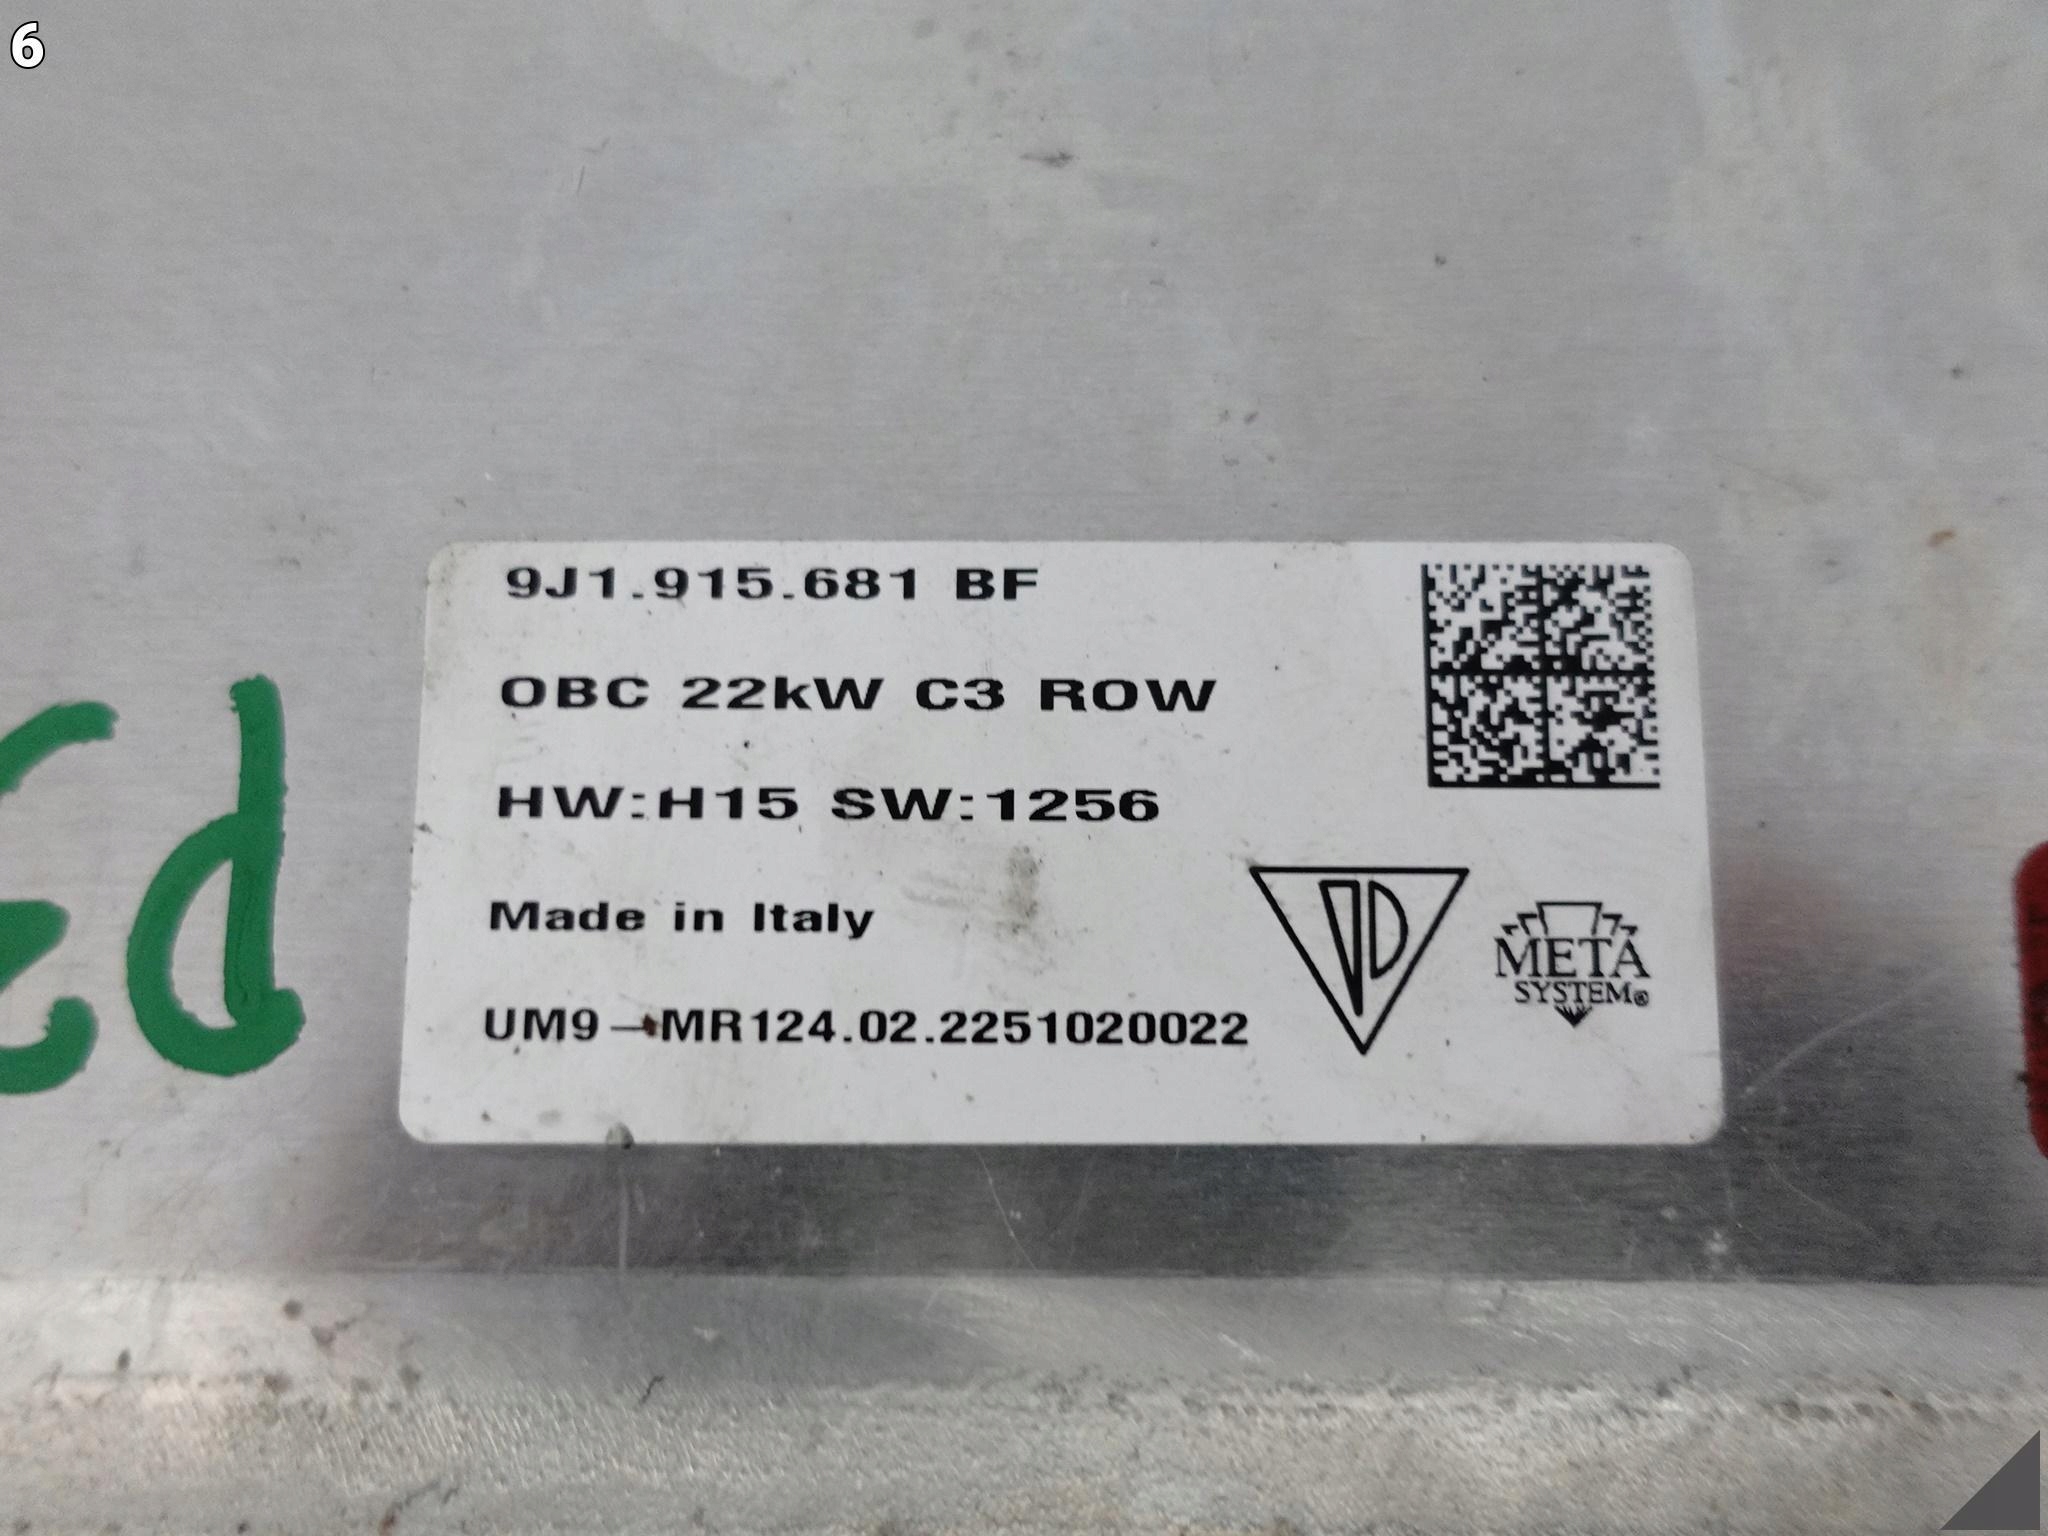 6
9J1.915.681 BF
OBC 22kW C3 ROW
HW:H15 SW:1256
Made in Italy
UM9-MR124.02.2251020022
META
SYSTEM®